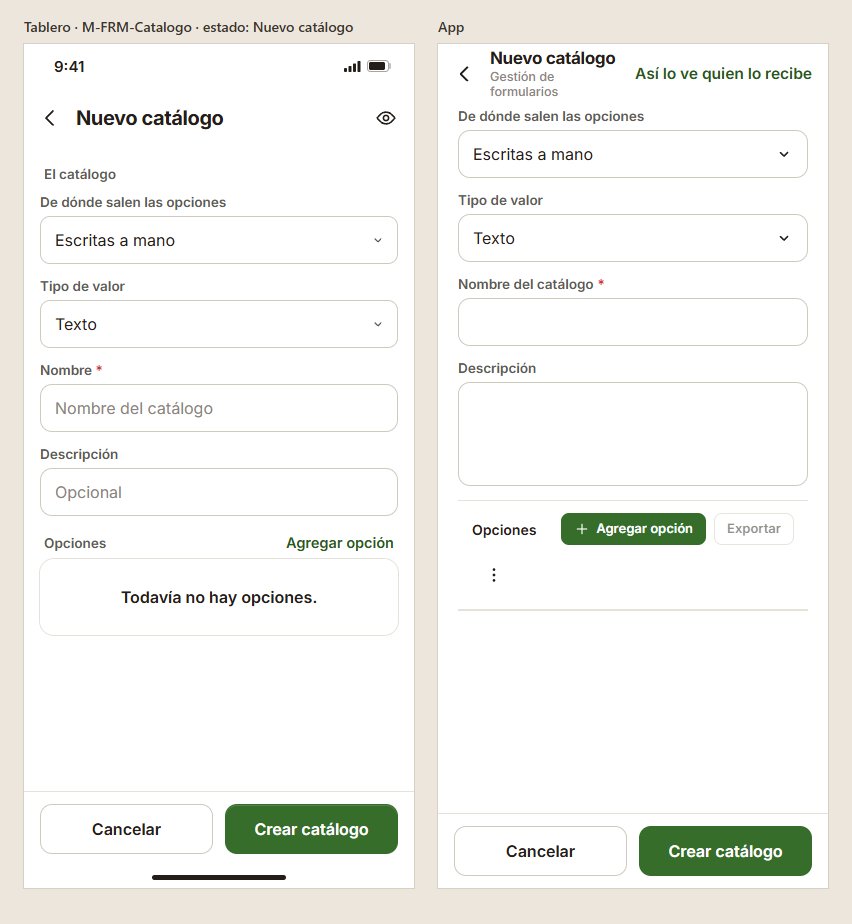 Tablero · M-FRM-Catalogo · estado: Nuevo catálogo
9:41
Nuevo catálogo
El catálogo
De dónde salen las opciones
Escritas a mano
Tipo de valor
Texto
Nombre *
Nombre del catálogo
Descripción
Opcional
Opciones
Agregar opción
Todavía no hay opciones.
Cancelar
Crear catálogo
App
Nuevo catálogo
Gestión de
formularios
Así lo ve quien lo recibe
De dónde salen las opciones
Escritas a mano
Tipo de valor
Texto
Nombre del catálogo *
Descripción
Opciones
+ Agregar opción
Exportar
Cancelar
Crear catálogo